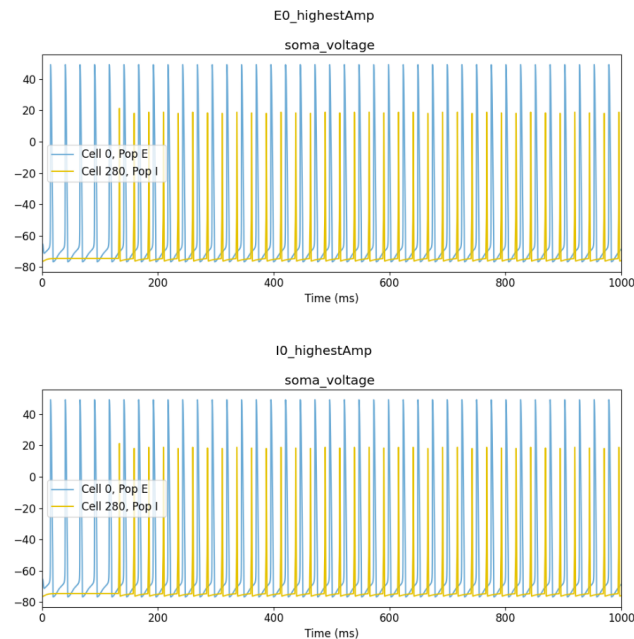 E0_highestAmp
soma_voltage
40
20
0
−20
−40
−60
−80
Cell 0, Pop E
Cell 280, Pop I
0
200
400
600
800
1000
Time (ms)
I0_highestAmp
soma_voltage
40
20
0
−20
−40
−60
−80
Cell 0, Pop E
Cell 280, Pop I
0
200
400
600
800
1000
Time (ms)